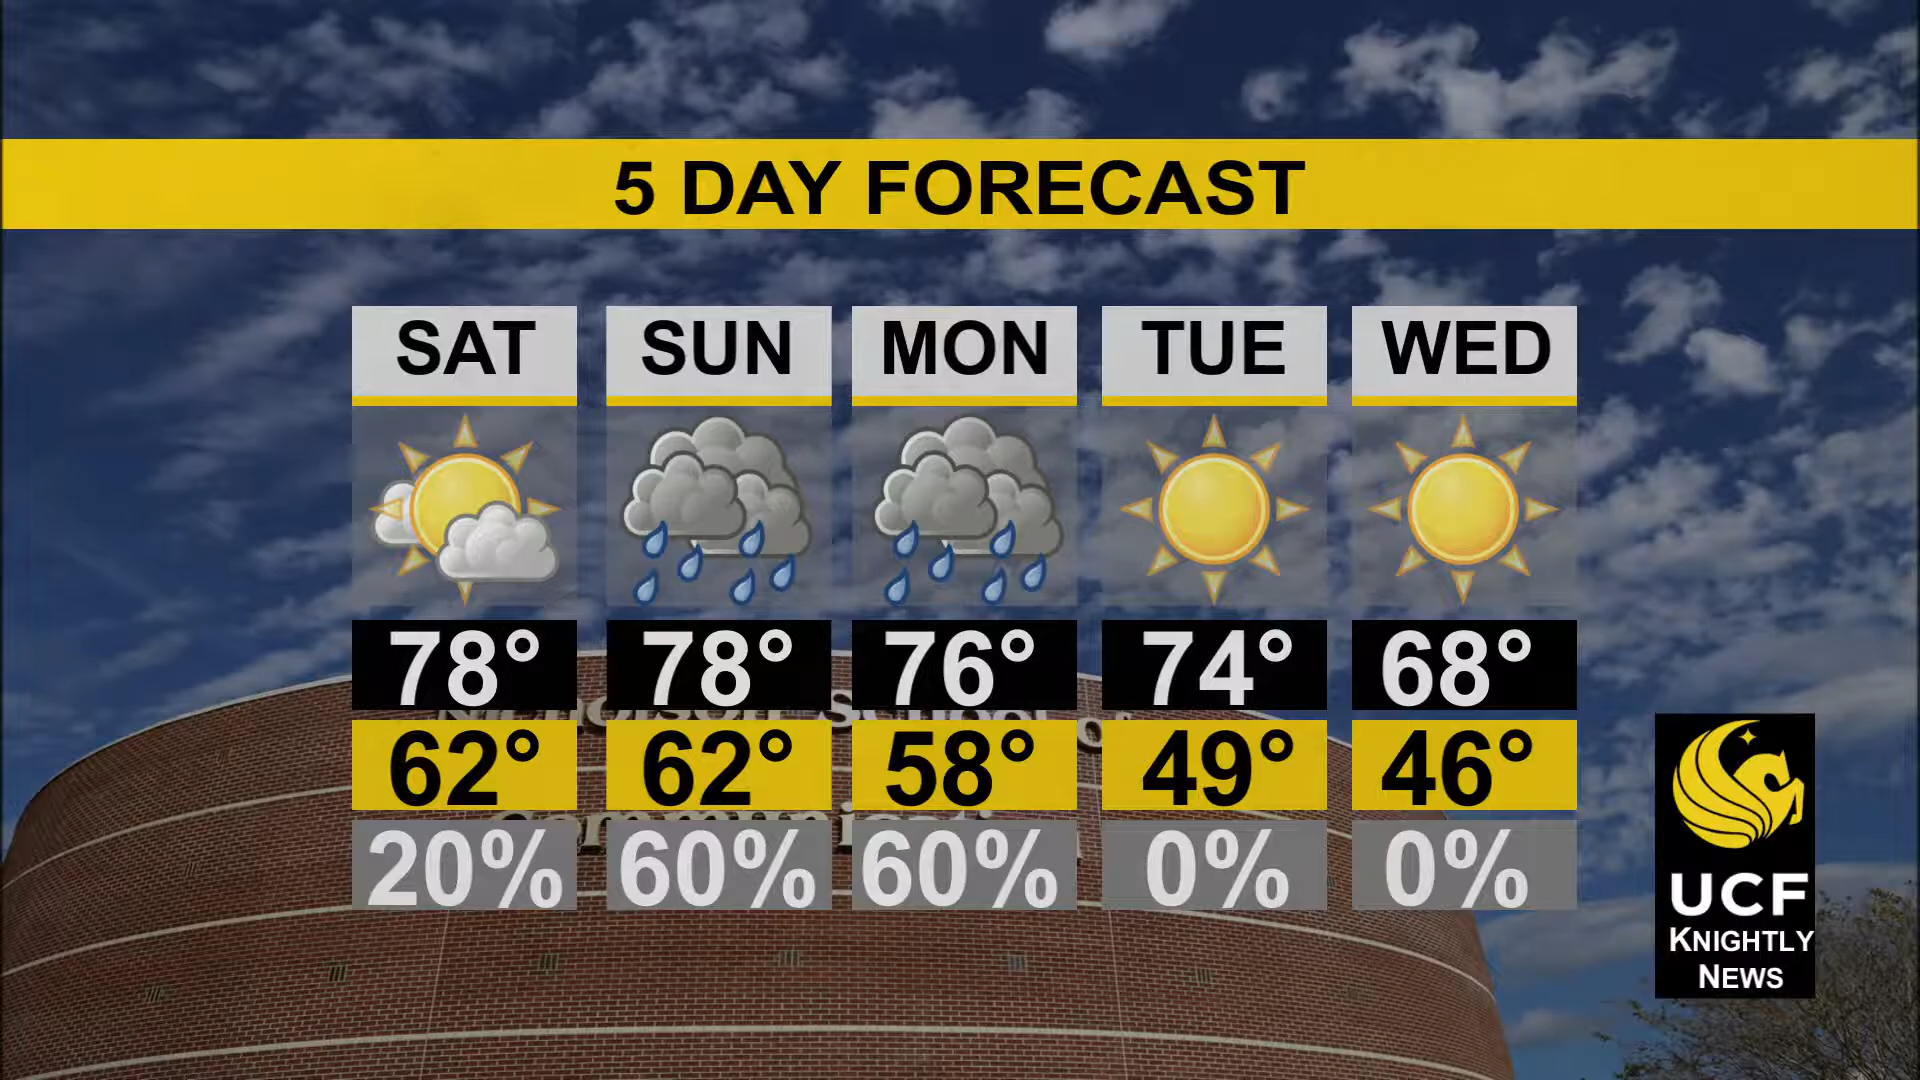 5 DAY FORECAST
SAT SUN MON TUE WED
78° 78° 76° 74° 68°
62° 62° 58° 49° 46°
20% 60% 60% 0% 0%
UCF
KNIGHTLY
NEWS